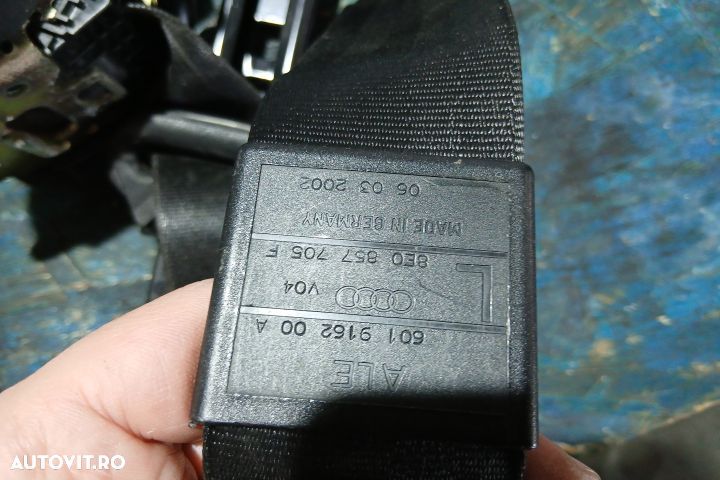 ALE
601 9162 00 A
V04
L
8E0 857 705 F
MADE IN GERMANY
06 03 2002
AUTOVIT.RO